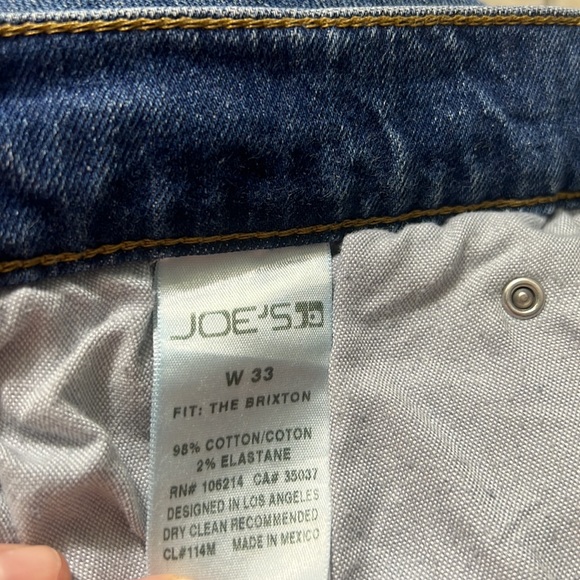 JOE'S
W 33
FIT: THE BRIXTON
98% COTTON/COTON
2% ELASTANE
RN# 106214 CA# 35037
DESIGNED IN LOS ANGELES
DRY CLEAN RECOMMENDED
CL#114M MADE IN MEXICO